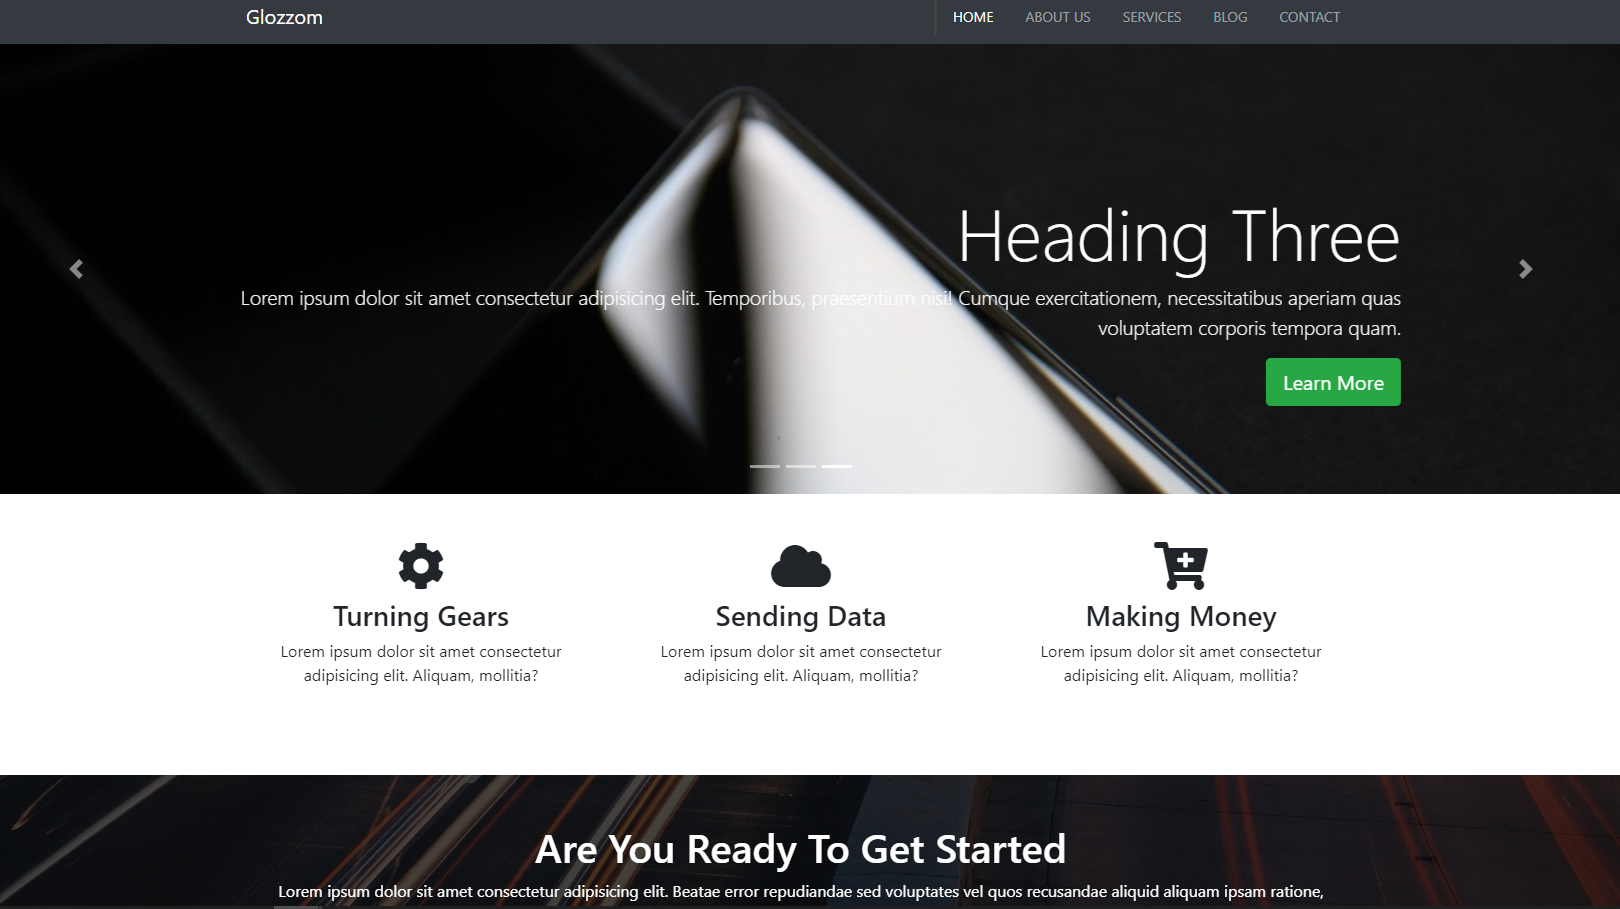 Glozzom
HOME ABOUT US SERVICES BLOG CONTACT
Heading Three
Lorem ipsum dolor sit amet consectetur adipisicing elit. Temporibus, praesentium nisi! Cumque exercitationem, necessitatibus aperiam quas
voluptatem corporis tempora quam.
Learn More
Turning Gears
Lorem ipsum dolor sit amet consectetur
adipisicing elit. Aliquam, mollitia?
Sending Data
Lorem ipsum dolor sit amet consectetur
adipisicing elit. Aliquam, mollitia?
Making Money
Lorem ipsum dolor sit amet consectetur
adipisicing elit. Aliquam, mollitia?
Are You Ready To Get Started
Lorem ipsum dolor sit amet consectetur adipisicing elit. Beatae error repudiandae sed voluptates vel quos recusandae aliquid aliquam ipsam ratione,